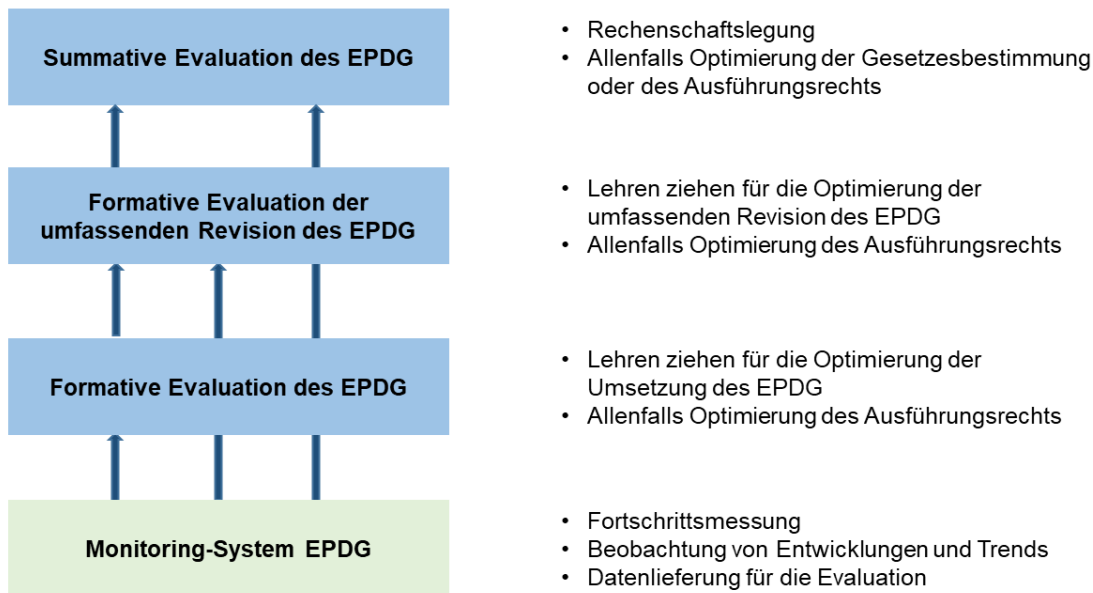 Summative Evaluation des EPDG
• Rechenschaftslegung
• Allenfalls Optimierung der Gesetzesbestimmung
oder des Ausführungsrechts
Formative Evaluation der
umfassenden Revision des EPDG
• Lehren ziehen für die Optimierung der
umfassenden Revision des EPDG
• Allenfalls Optimierung des Ausführungsrechts
Formative Evaluation des EPDG
• Lehren ziehen für die Optimierung der
Umsetzung des EPDG
• Allenfalls Optimierung des Ausführungsrechts
Monitoring-System EPDG
• Fortschrittsmessung
• Beobachtung von Entwicklungen und Trends
• Datenlieferung für die Evaluation